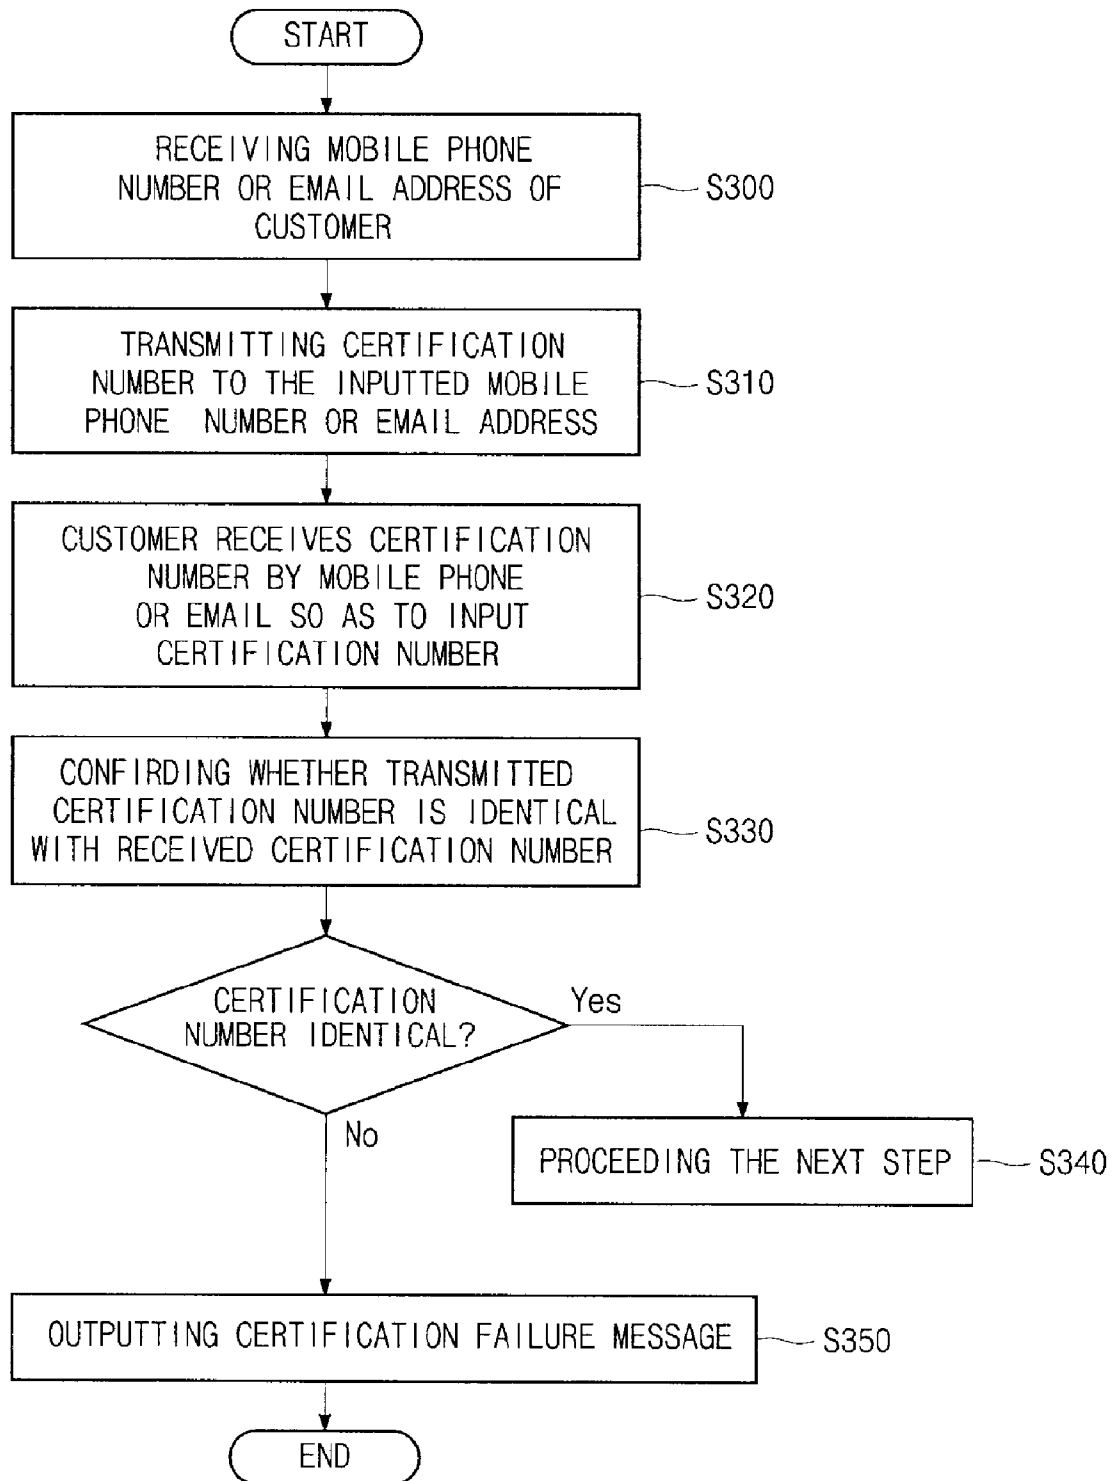 START
RECEIVING MOBILE PHONE
NUMBER OR EMAIL ADDRESS OF
CUSTOMER
S300
TRANSMITTING CERTIFICATION
NUMBER TO THE INPUTTED MOBILE
PHONE NUMBER OR EMAIL ADDRESS
S310
CUSTOMER RECEIVES CERTIFICATION
NUMBER BY MOBILE PHONE
OR EMAIL SO AS TO INPUT
CERTIFICATION NUMBER
S320
CONFIRDING WHETHER TRANSMITTED
CERTIFICATION NUMBER IS IDENTICAL
WITH RECEIVED CERTIFICATION NUMBER
S330
CERTIFICATION
NUMBER IDENTICAL?
Yes
No
PROCEEDING THE NEXT STEP
S340
OUTPUTTING CERTIFICATION FAILURE MESSAGE
S350
END